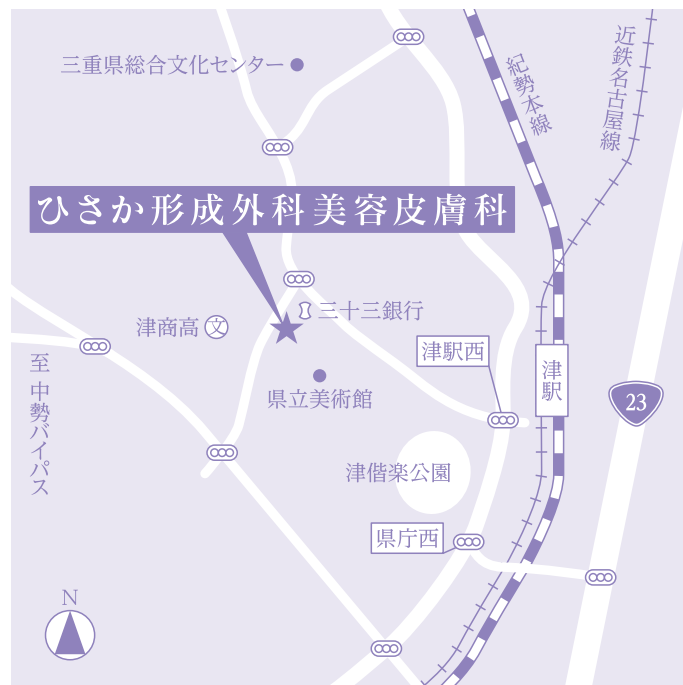 三重県総合文化センター
紀勢本線
近鉄名古屋線
ひさか形成外科美容皮膚科
三十三銀行
津商高
文
津駅西
津駅
県立美術館
23
至 中勢バイパス
津偕楽公園
県庁西
N